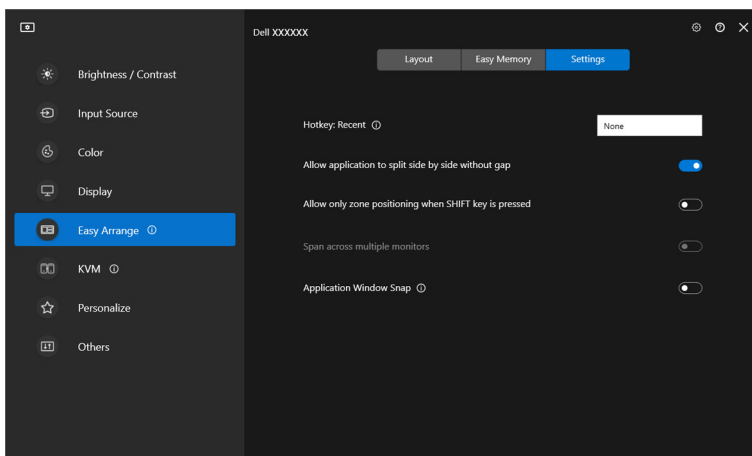 Dell XXXXXX
Layout
Easy Memory
Settings
Brightness / Contrast
Input Source
Color
Display
Easy Arrange
KVM
Personalize
Others
Hotkey: Recent
None
Allow application to split side by side without gap
Allow only zone positioning when SHIFT key is pressed
Span across multiple monitors
Application Window Snap